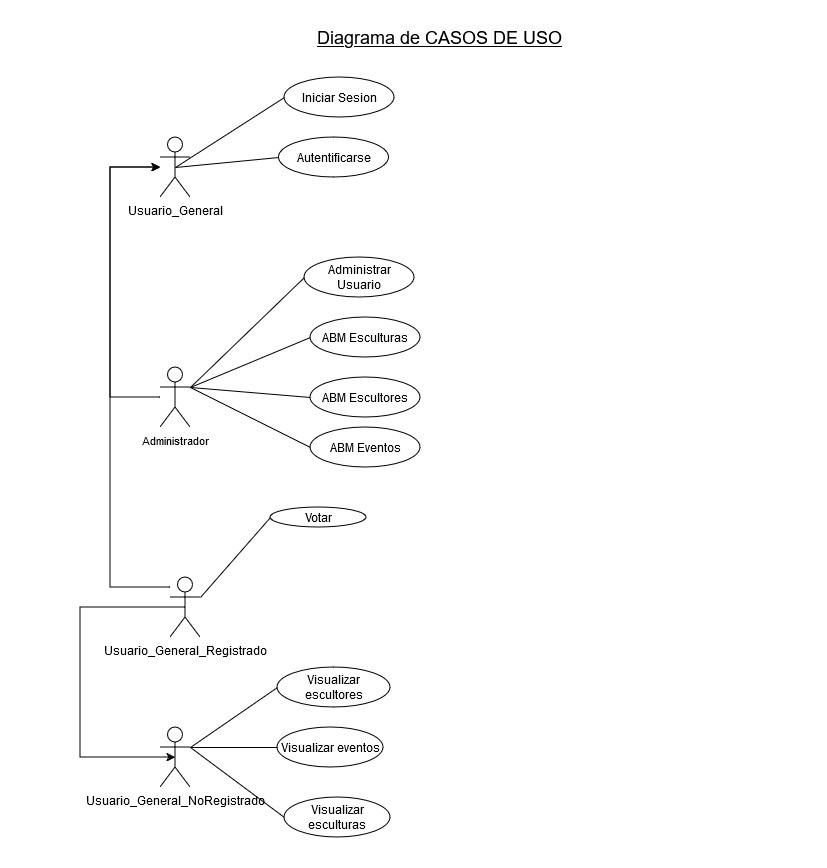 Diagrama de CASOS DE USO
Iniciar Sesion
Autentificarse
Usuario_General
Administrar
Usuario
ABM Esculturas
ABM Escultores
Administrador
ABM Eventos
Votar
Usuario_General_Registrado
Visualizar
escultores
Visualizar eventos
Usuario_General_NoRegistrado
Visualizar
esculturas